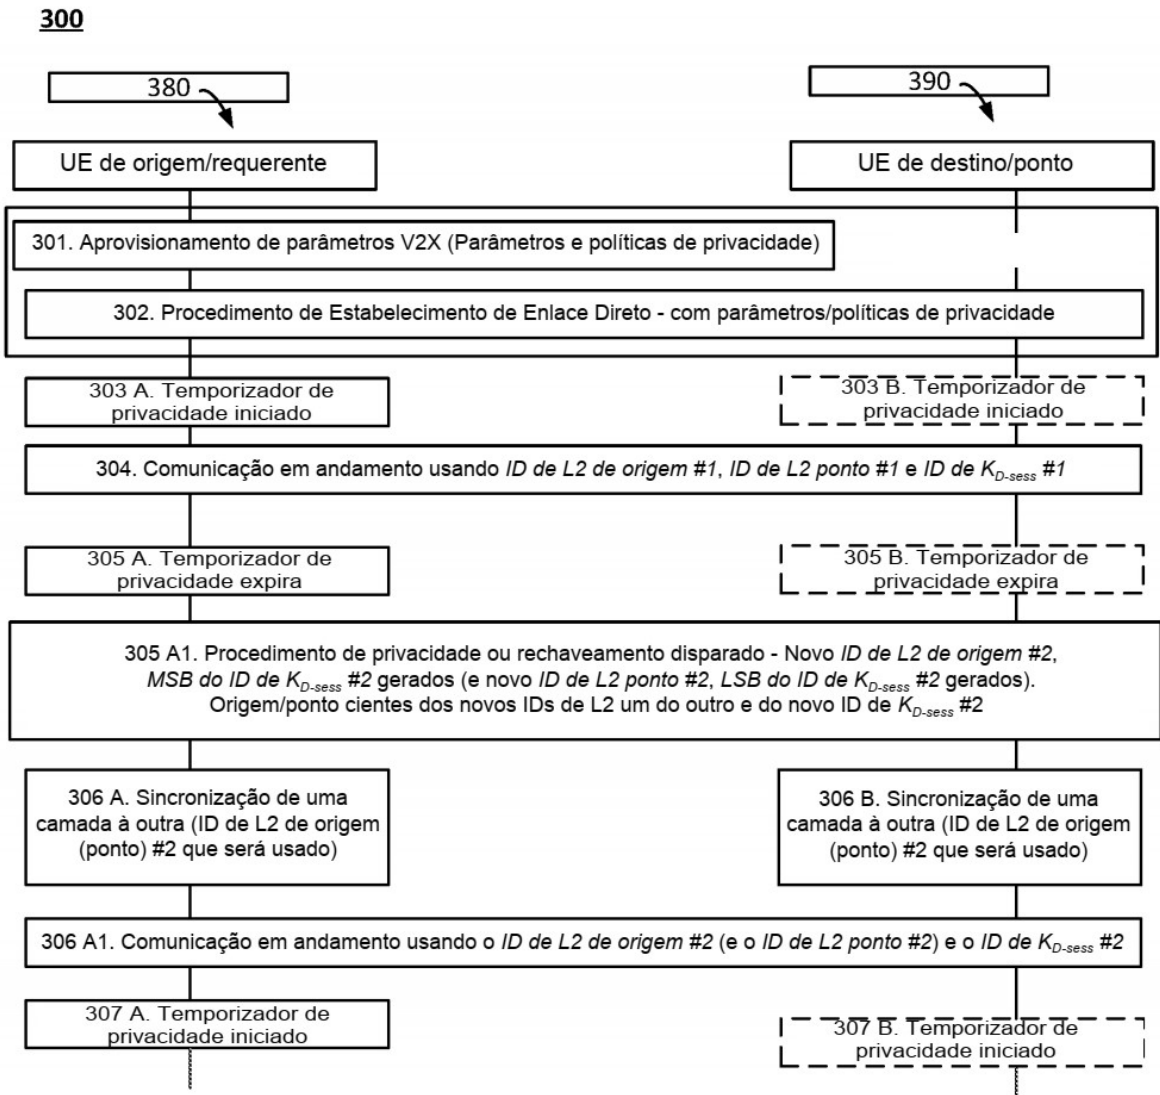 300
380
390
UE de origem/requerente
UE de destino/ponto
301. Aprovisionamento de parâmetros V2X (Parâmetros e políticas de privacidade)
302. Procedimento de Estabelecimento de Enlace Direto - com parâmetros/políticas de privacidade
303 A. Temporizador de
privacidade iniciado
303 B. Temporizador de
privacidade iniciado
304. Comunicação em andamento usando ID de L2 de origem #1, ID de L2 ponto #1 e ID de K_D-sess #1
305 A. Temporizador de
privacidade expira
305 B. Temporizador de
privacidade expira
305 A1. Procedimento de privacidade ou rechaveamento disparado - Novo ID de L2 de origem #2,
MSB do ID de K_D-sess #2 gerados (e novo ID de L2 ponto #2, LSB do ID de K_D-sess #2 gerados).
Origem/ponto cientes dos novos IDs de L2 um do outro e do novo ID de K_D-sess #2
306 A. Sincronização de uma
camada à outra (ID de L2 de origem
(ponto) #2 que será usado)
306 B. Sincronização de uma
camada à outra (ID de L2 de origem
(ponto) #2 que será usado)
306 A1. Comunicação em andamento usando o ID de L2 de origem #2 (e o ID de L2 ponto #2) e o ID de K_D-sess #2
307 A. Temporizador de
privacidade iniciado
307 B. Temporizador de
privacidade iniciado